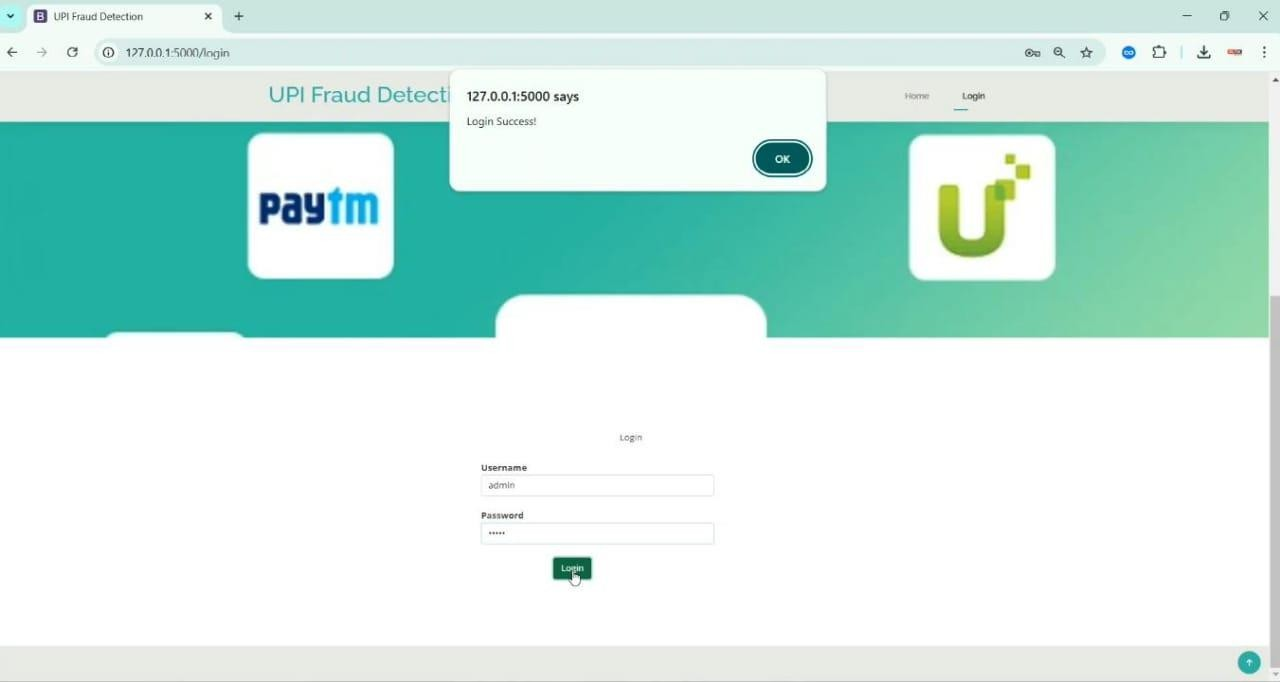 UPI Fraud Detection
127.0.0.1:5000/login
UPI Fraud Detecti
Home
Login
127.0.0.1:5000 says
Login Success!
OK
paytm
U
Login
Username
admin
Password
•••••
Login